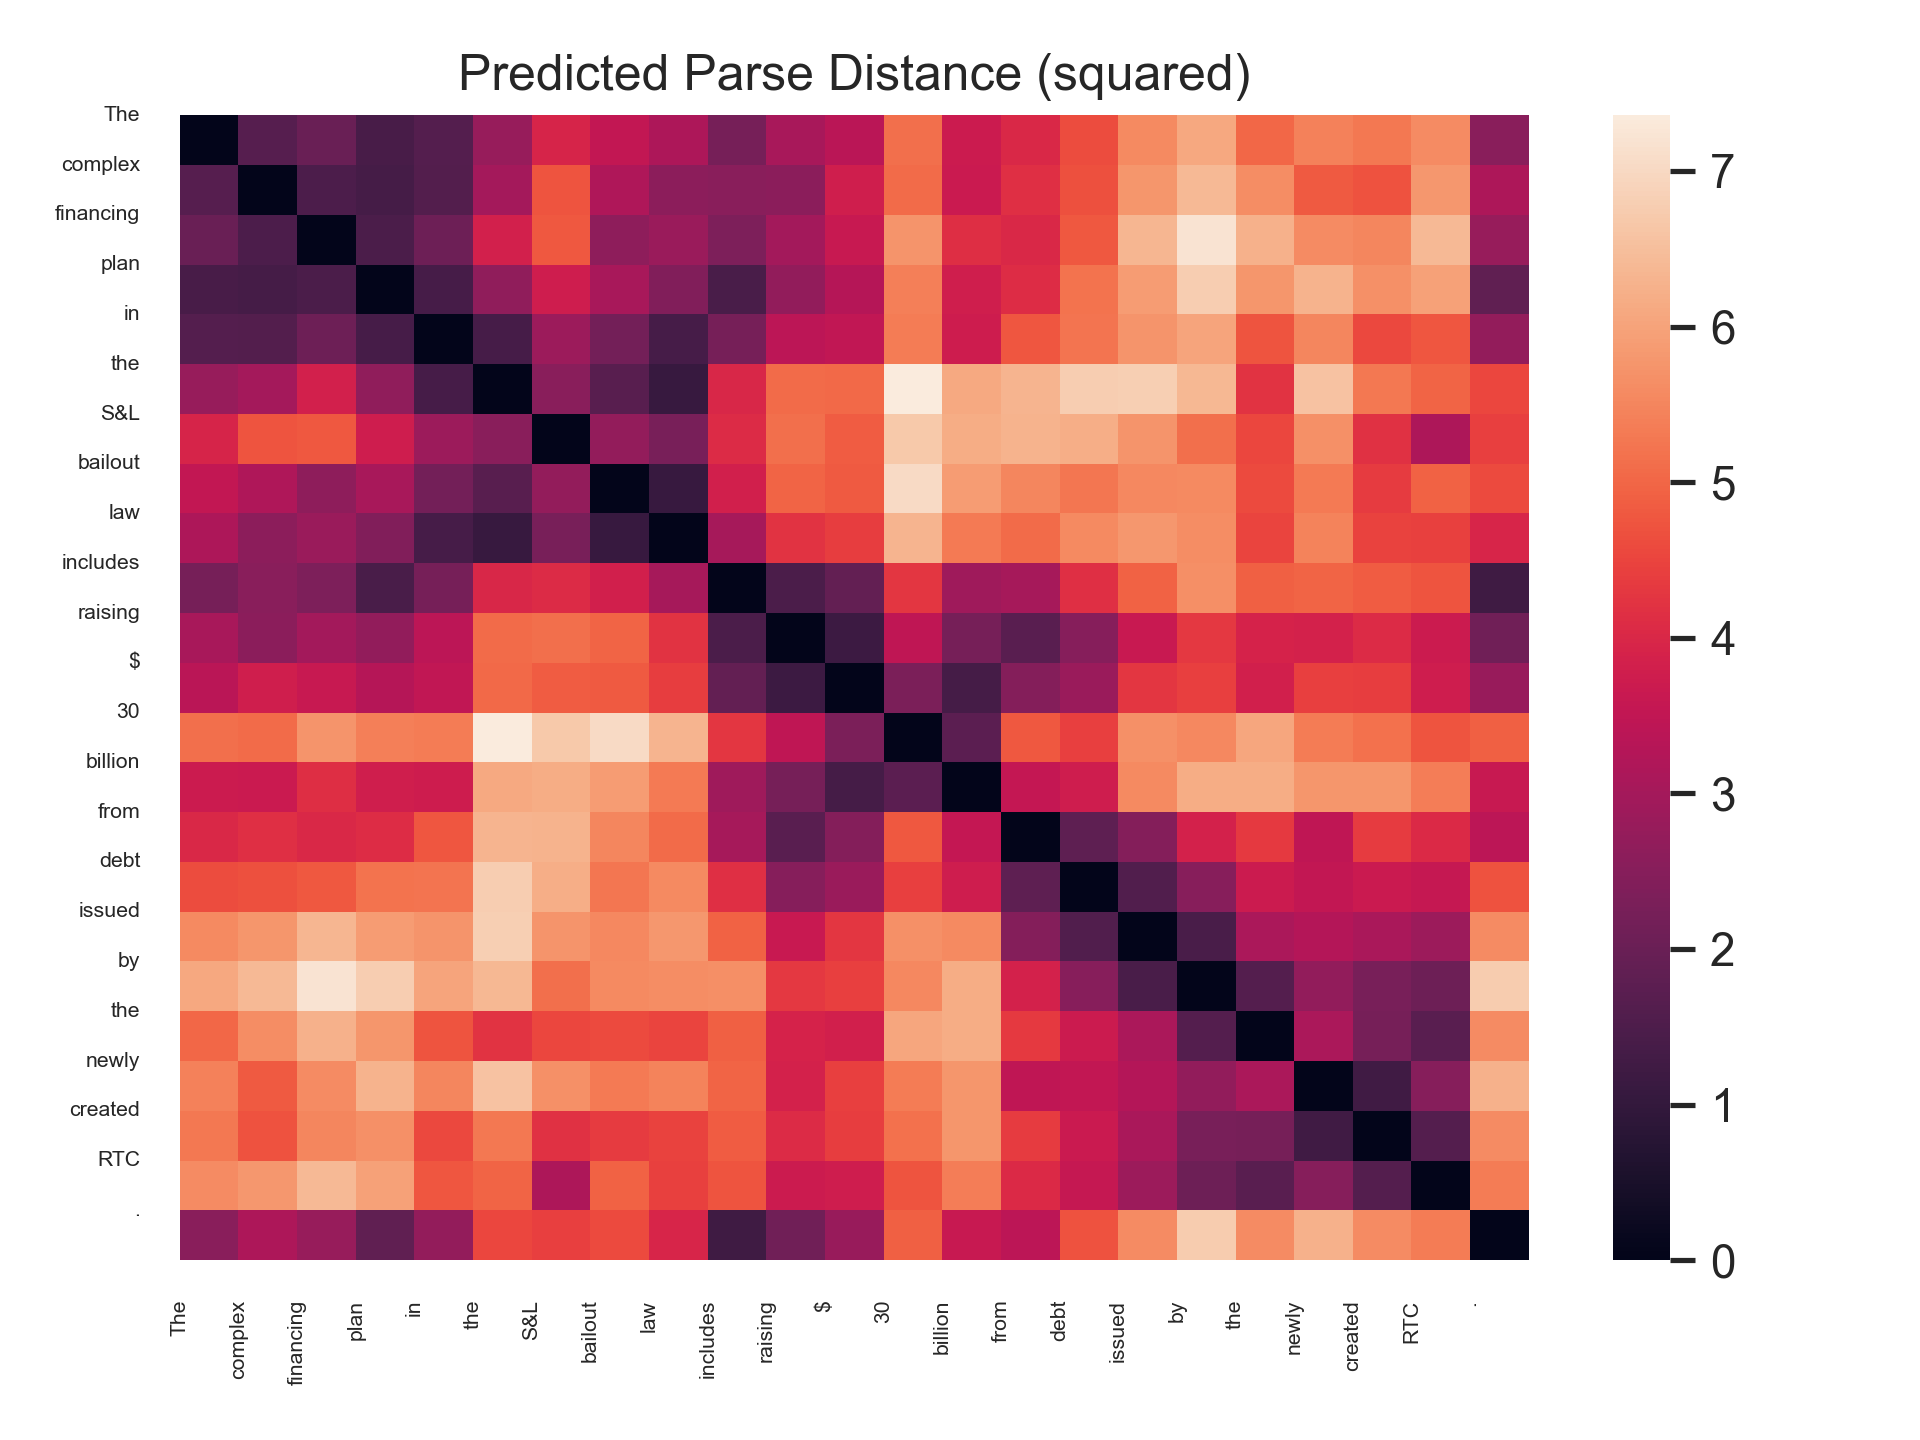 Predicted Parse Distance (squared)
The
complex
financing
plan
in
the
S&L
bailout
law
includes
raising
$
30
billion
from
debt
issued
by
the
newly
created
RTC
.
The
complex
financing
plan
in
the
S&L
bailout
law
includes
raising
$
30
billion
from
debt
issued
by
the
newly
created
RTC
.
7
6
5
4
3
2
1
0